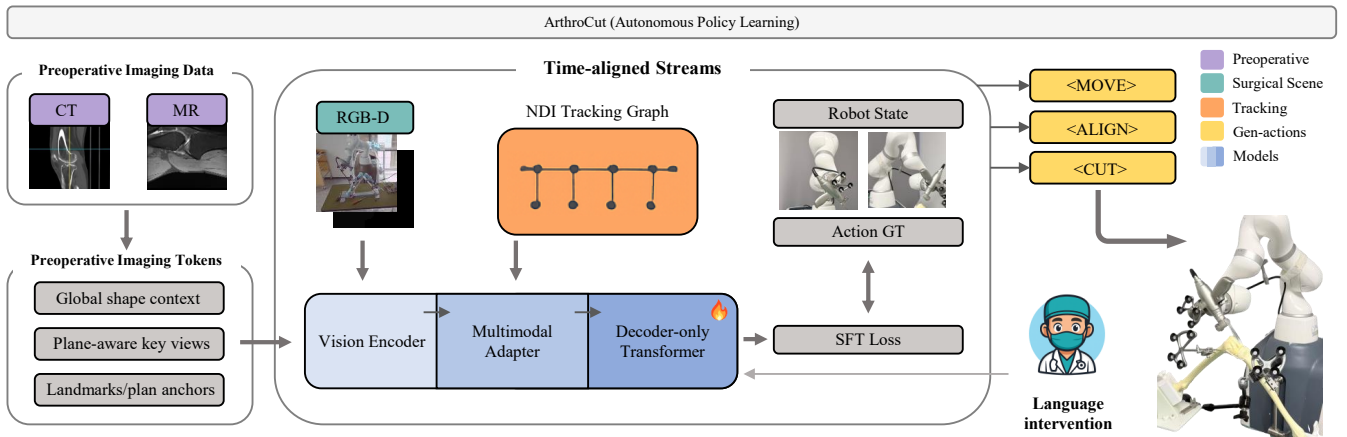 ArthroCut (Autonomous Policy Learning)
Preoperative Imaging Data
CT
MR
Preoperative Imaging Tokens
Global shape context
Plane-aware key views
Landmarks/plan anchors
Time-aligned Streams
RGB-D
NDI Tracking Graph
Robot State
Action GT
Vision Encoder
Multimodal
Adapter
Decoder-only
Transformer
SFT Loss
<MOVE>
<ALIGN>
<CUT>
Preoperative
Surgical Scene
Tracking
Gen-actions
Models
Language
intervention